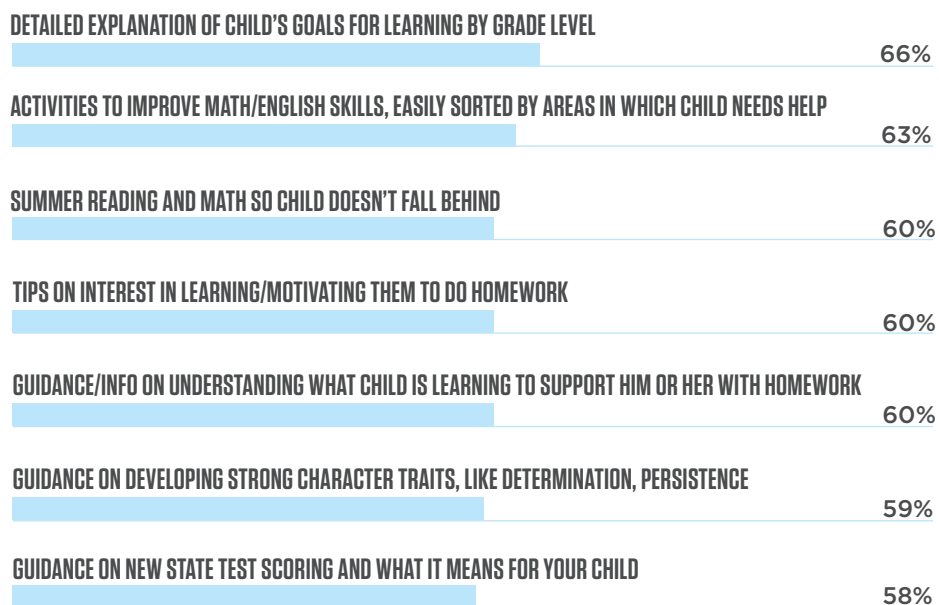 DETAILED EXPLANATION OF CHILD'S GOALS FOR LEARNING BY GRADE LEVEL
66%
ACTIVITIES TO IMPROVE MATH/ENGLISH SKILLS, EASILY SORTED BY AREAS IN WHICH CHILD NEEDS HELP
63%
SUMMER READING AND MATH SO CHILD DOESN'T FALL BEHIND
60%
TIPS ON INTEREST IN LEARNING/MOTIVATING THEM TO DO HOMEWORK
60%
GUIDANCE/INFO ON UNDERSTANDING WHAT CHILD IS LEARNING TO SUPPORT HIM OR HER WITH HOMEWORK
60%
GUIDANCE ON DEVELOPING STRONG CHARACTER TRAITS, LIKE DETERMINATION, PERSISTENCE
59%
GUIDANCE ON NEW STATE TEST SCORING AND WHAT IT MEANS FOR YOUR CHILD
58%